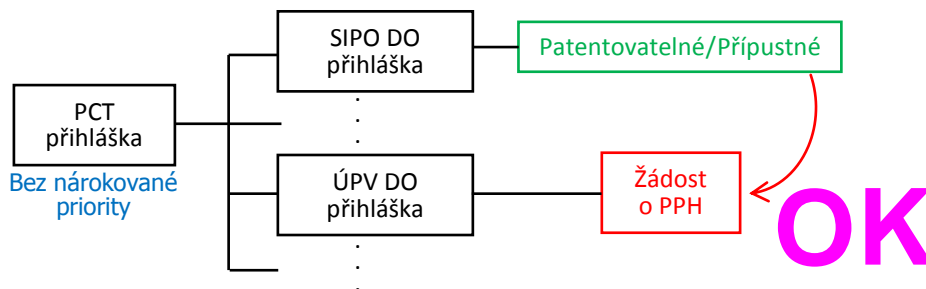 SIPO DO
přihláška
Patentovatelné/Přípustné
PCT
přihláška
Bez nárokované
priority
ÚPV DO
přihláška
Žádost
o PPH
OK